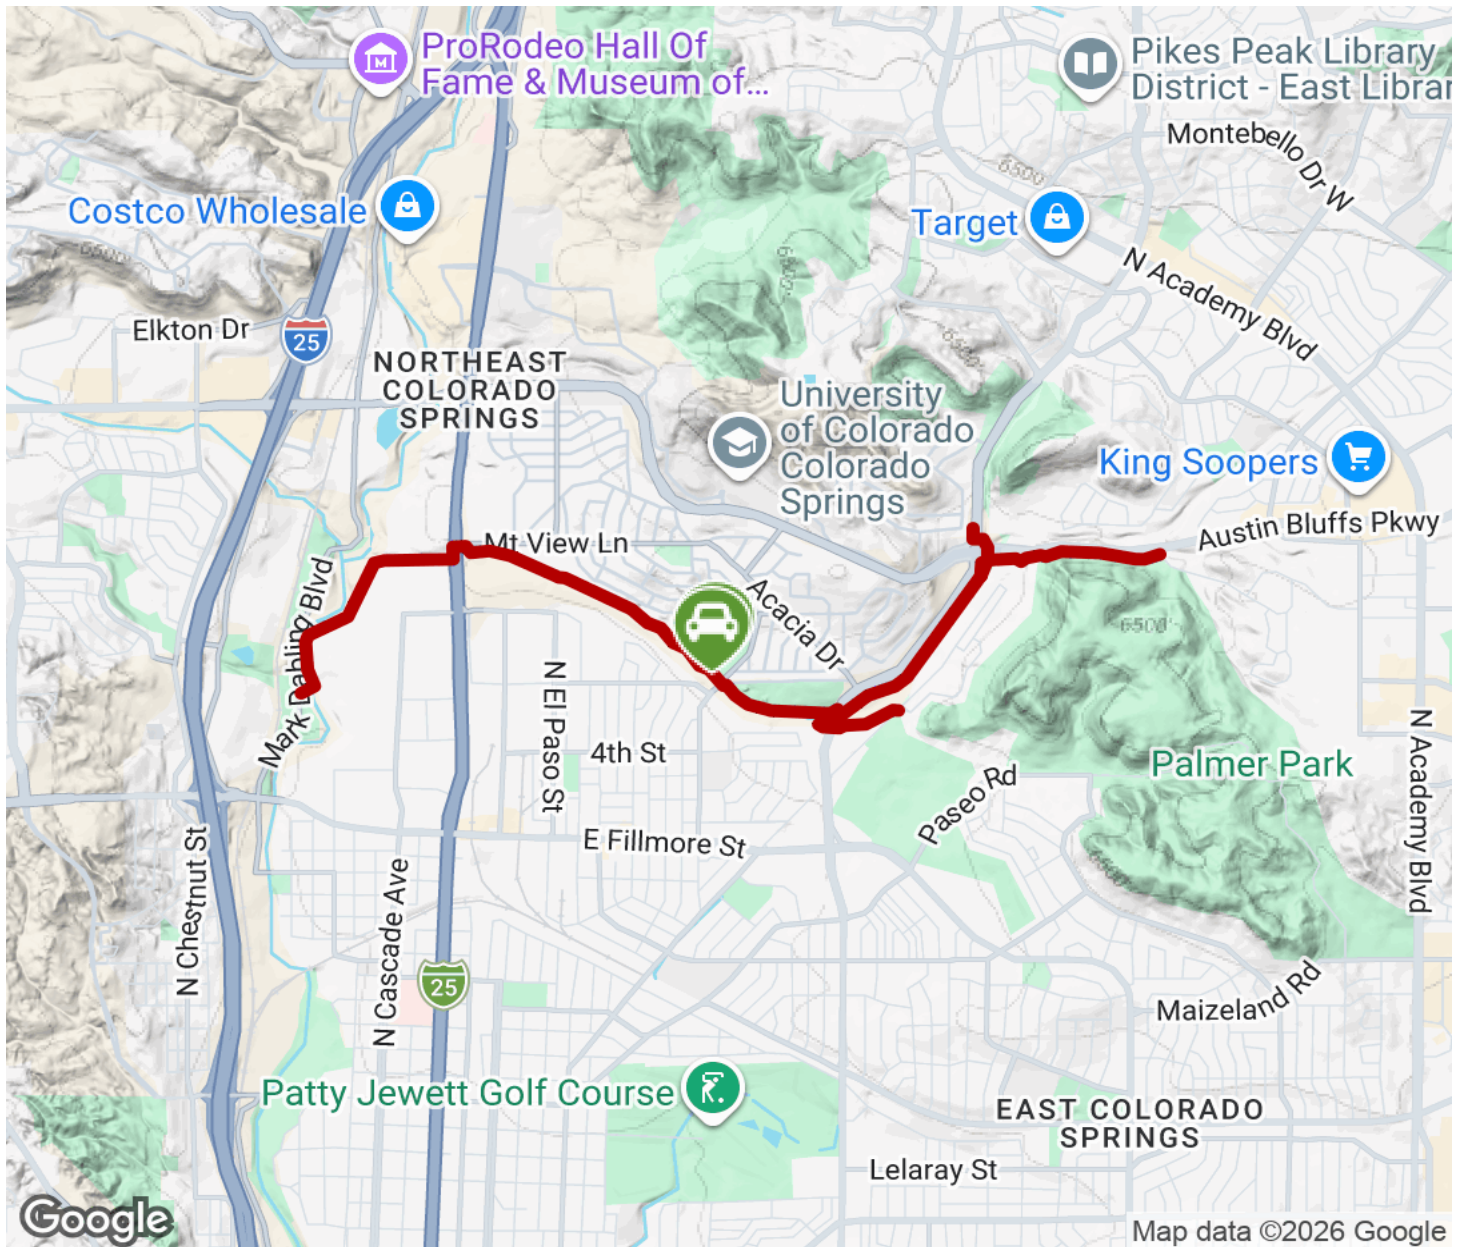 ProRodeo Hall Of
Fame & Museum of...
Pikes Peak Library
District - East Librar
Montebello Dr W
Costco Wholesale
6500'
6500'
Target
6500'
N Academy Blvd
Elkton Dr
25
6500'
NORTHEAST
COLORADO
SPRINGS
University
of Colorado
Colorado
Springs
King Soopers
Austin Bluffs Pkwy
Mt View Ln
Mark Dabling Blvd
Acacia Dr
6500'
N El Paso St
4th St
Palmer Park
N Academy Blvd
Paseo Rd
E Fillmore St
N Chestnut St
N Cascade Ave
6500'
25
Maizeland Rd
Patty Jewett Golf Course
EAST COLORADO
SPRINGS
Lelaray St
Google
Map data ©2026 Google